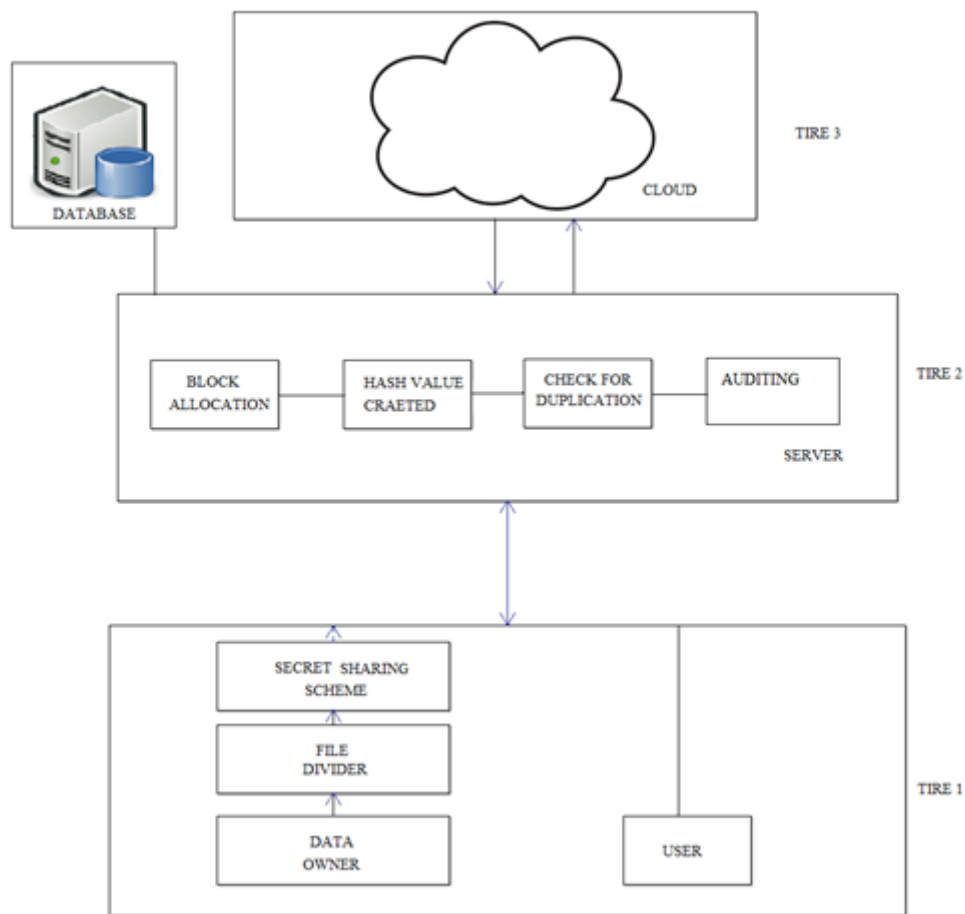 TIRE 3
CLOUD
DATABASE
TIRE 2
BLOCK
ALLOCATION
HASH VALUE
CRAETED
CHECK FOR
DUPLICATION
AUDITING
SERVER
SECRET SHARING
SCHEME
FILE
DIVIDER
TIRE 1
DATA
OWNER
USER